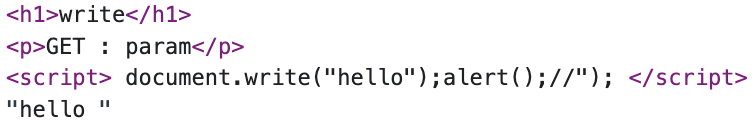 <h1>write</h1>
<p>GET : param</p>
<script> document.write("hello");alert();//"); </script>
"hello "